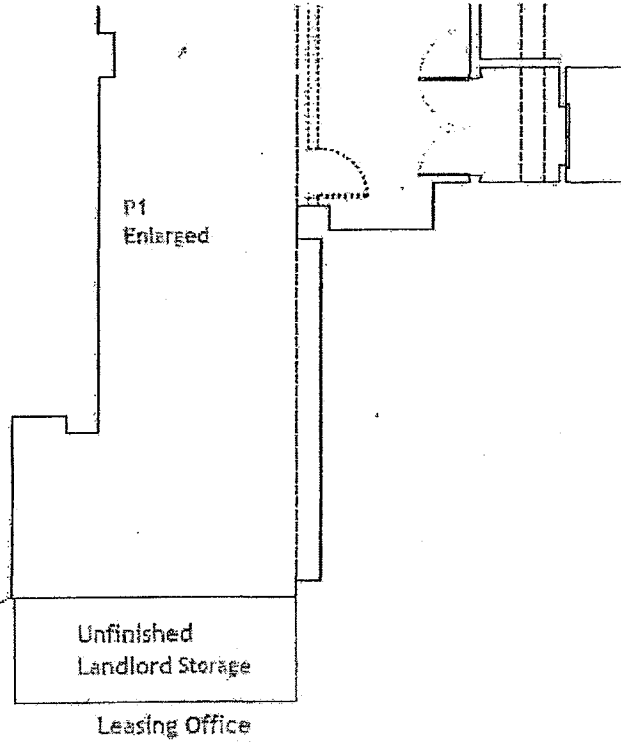 P1
Enlarged
Unfinished
Landlord Storage
Leasing Office